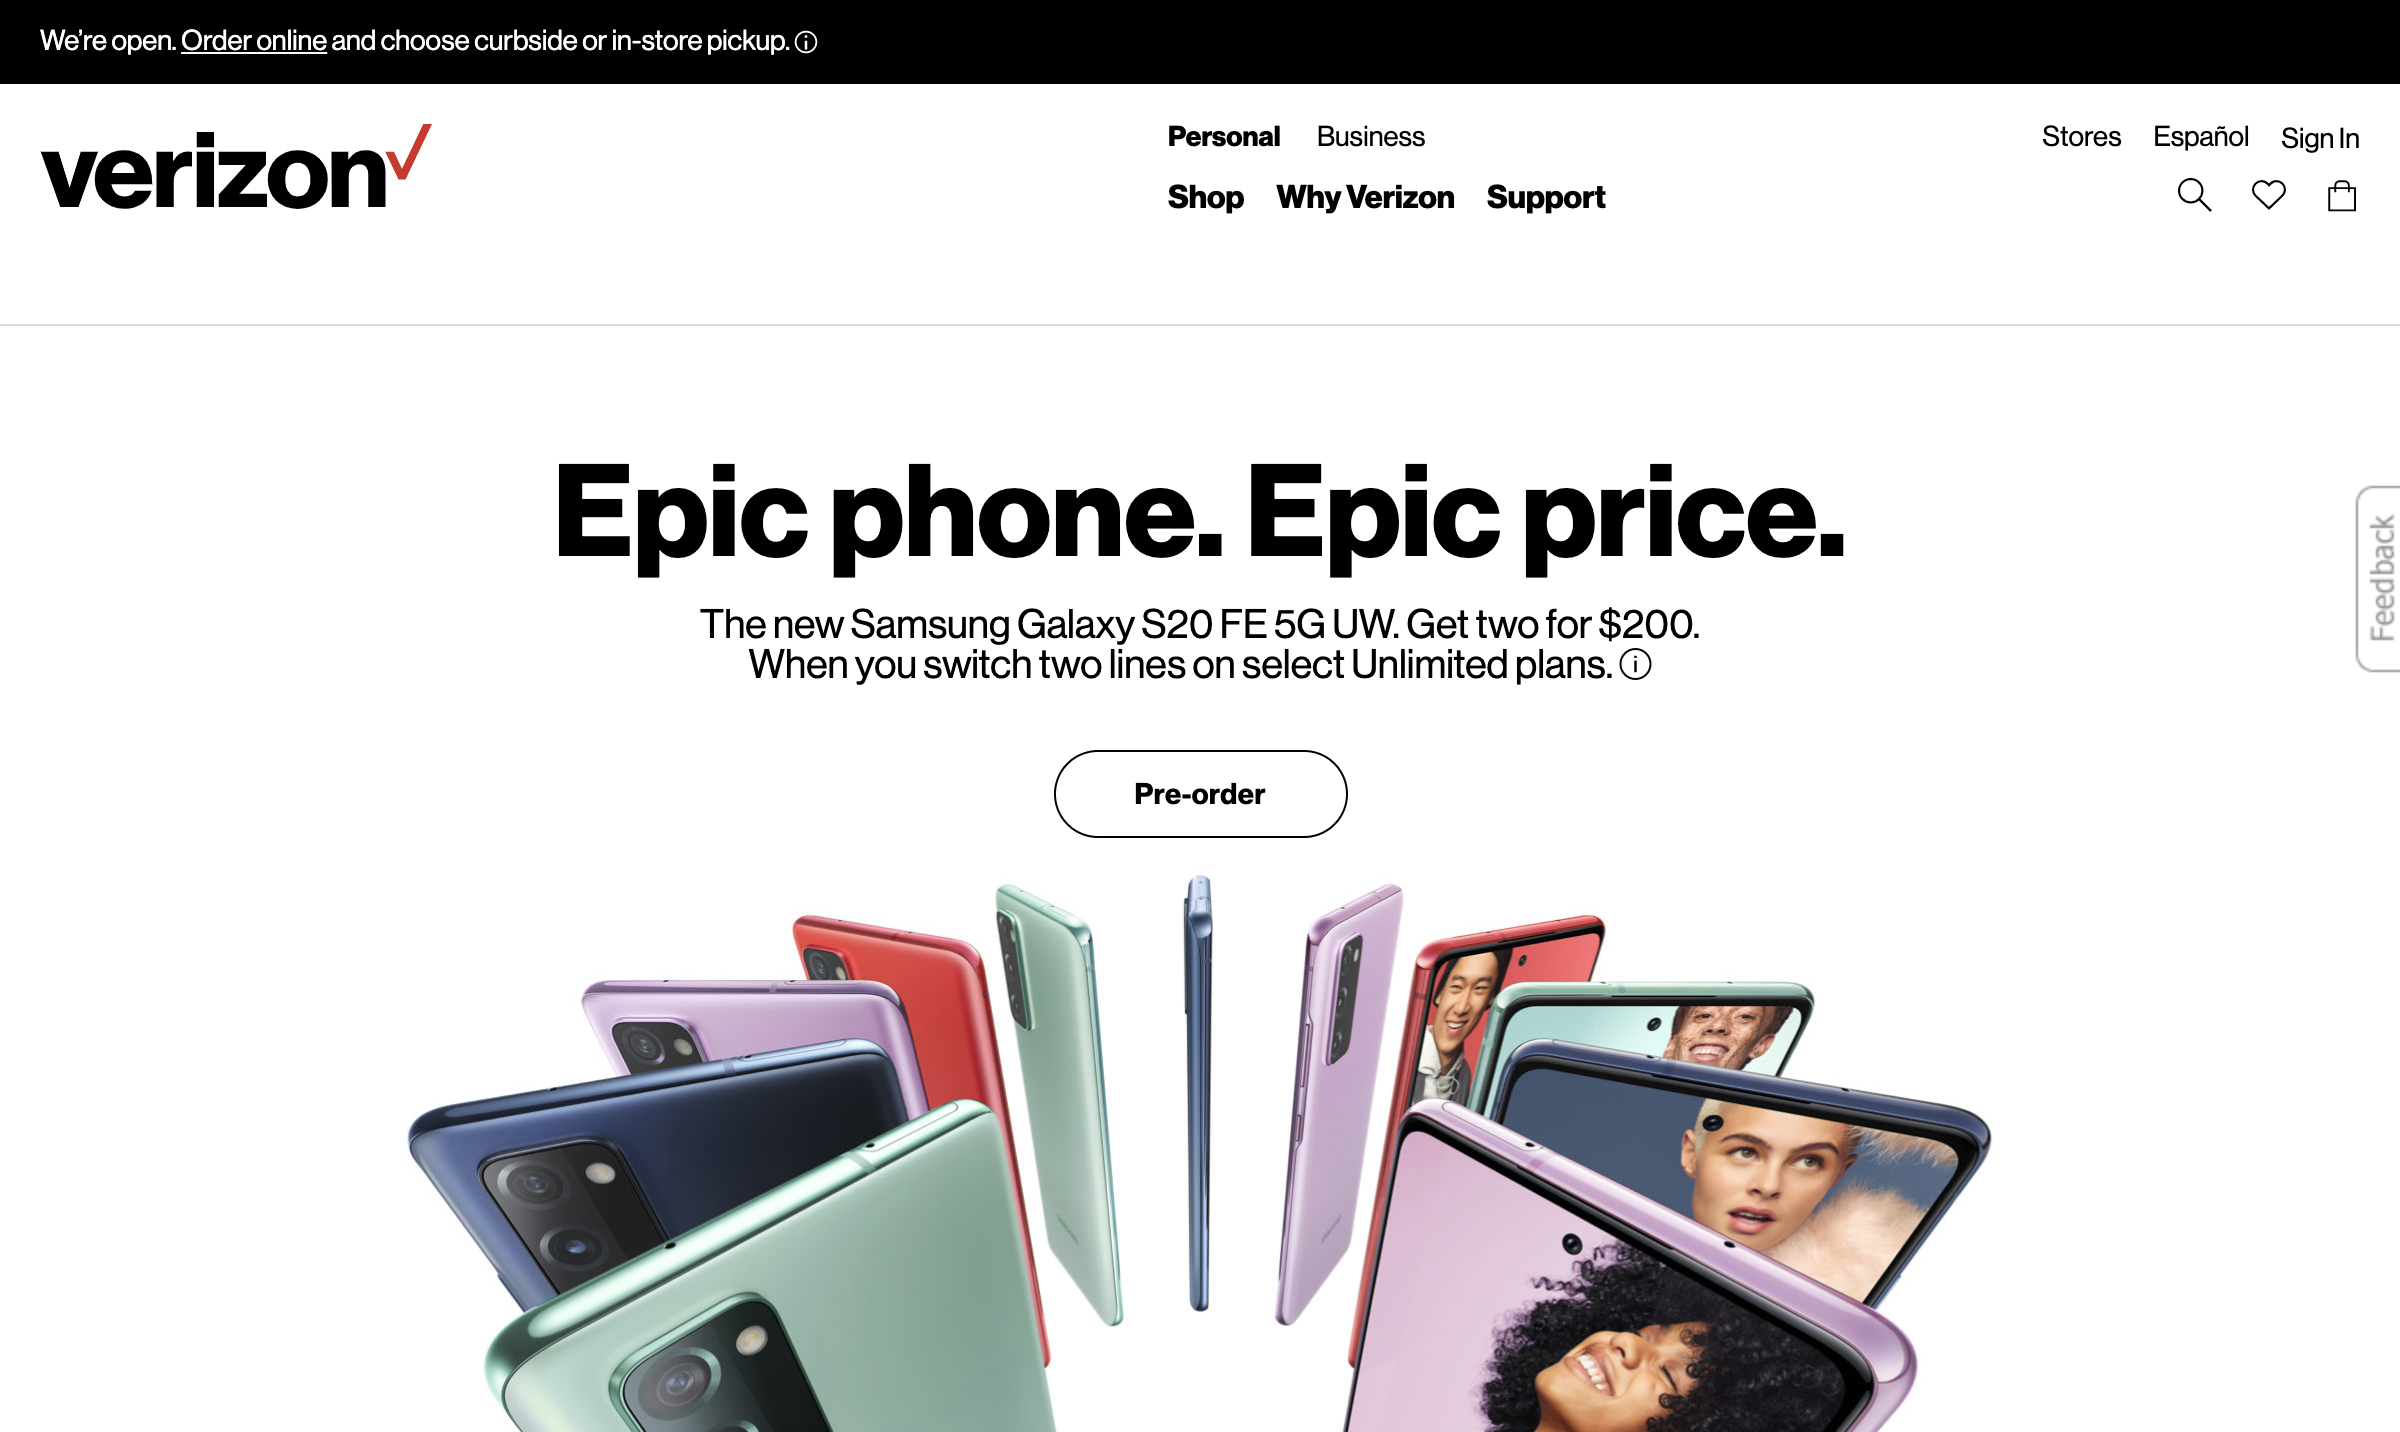 We're open. Order online and choose curbside or in-store pickup.
verizon
Personal Business
Stores Español Sign In
Shop Why Verizon Support
Epic phone. Epic price.
The new Samsung Galaxy S20 FE 5G UW. Get two for $200.
When you switch two lines on select Unlimited plans.
Pre-order
Feedback